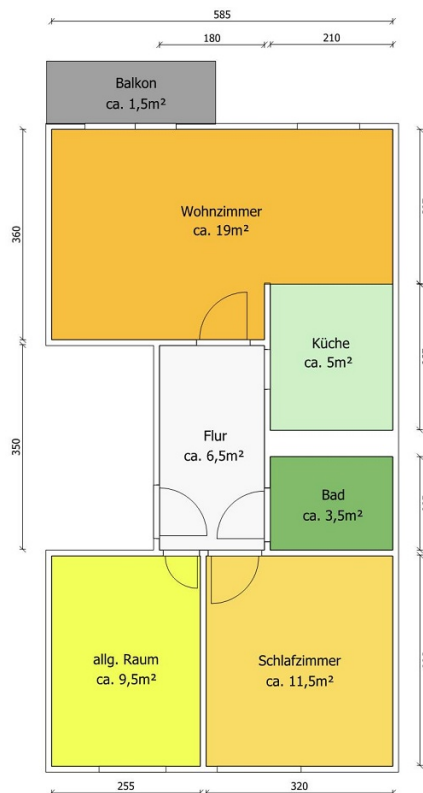 585
180
210
Balkon
ca. 1,5m²
Wohnzimmer
ca. 19m²
360
Küche
ca. 5m²
350
Flur
ca. 6,5m²
Bad
ca. 3,5m²
allg. Raum
ca. 9,5m²
Schlafzimmer
ca. 11,5m²
255
320